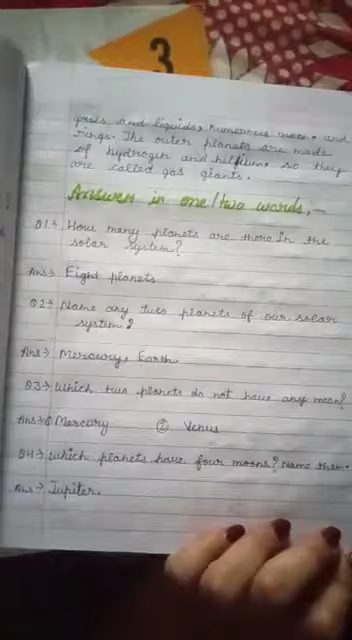 3
gases and liquids, humerous moons and
rings. The outer planets are made
of hydrogen and helium so they
are called gas giants.
Answer in one/two words,-
Q1→ How many planets are there in the
solar system?
Ans→ Eight planets
Q2→ Name any two planets of our solar
system?
Ans→ Mercury, Earth.
Q3→ Which two planets do not have any moon?
Ans→ ① Mercury ② Venus
Q4→ Which planets have four moons? Name them.
Ans→ Jupiter.